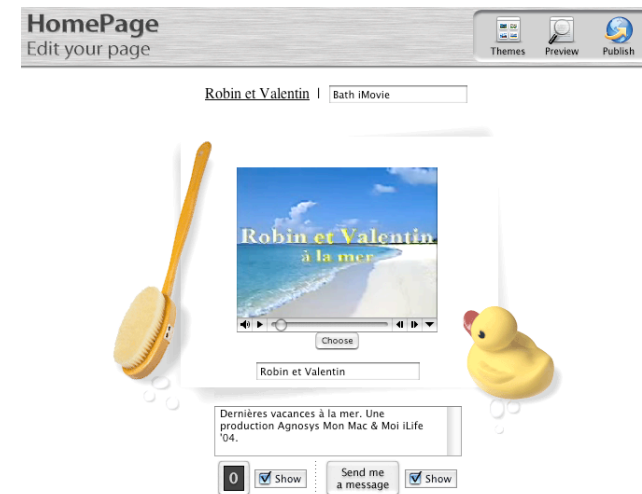 HomePage
Edit your page
Themes Preview Publish
Robin et Valentin | Bath iMovie
Robin et Valentin
à la mer
Choose
Robin et Valentin
Dernières vacances à la mer. Une
production Agnosys Mon Mac & Moi iLife
'04.
0 Show Send me
a message Show